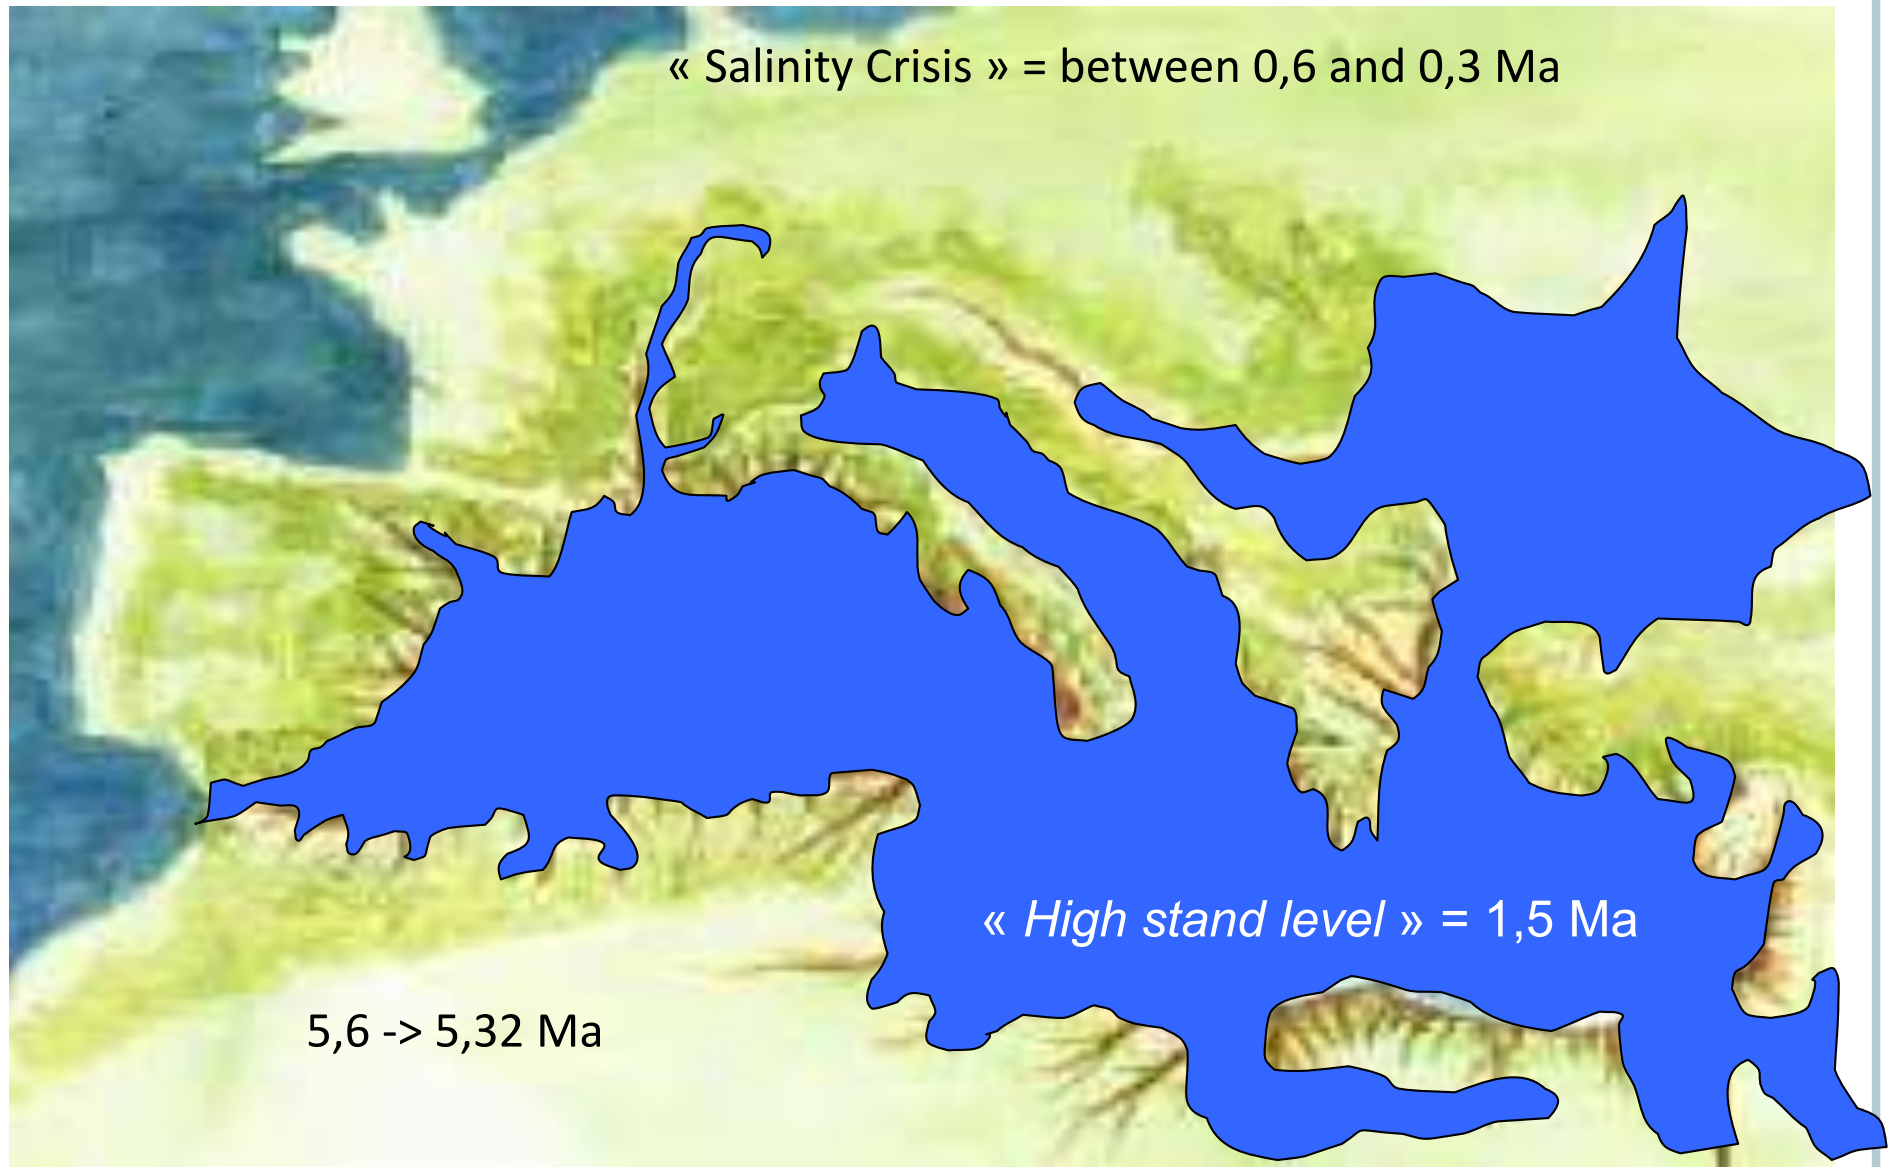 « Salinity Crisis » = between 0,6 and 0,3 Ma
« High stand level » = 1,5 Ma
5,6 -> 5,32 Ma